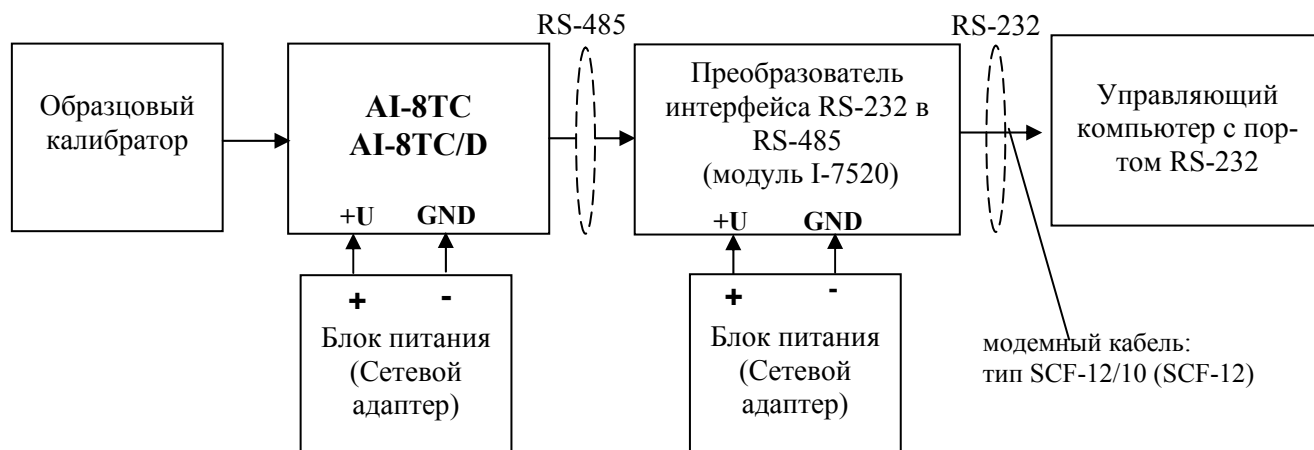 RS-485
RS-232
Образцовый
калибратор
AI-8TC
AI-8TC/D
+U GND
Преобразователь
интерфейса RS-232 в
RS-485
(модуль I-7520)
+U GND
Управляющий
компьютер с пор-
том RS-232
+ -
Блок питания
(Сетевой
адаптер)
+ -
Блок питания
(Сетевой
адаптер)
модемный кабель:
тип SCF-12/10 (SCF-12)